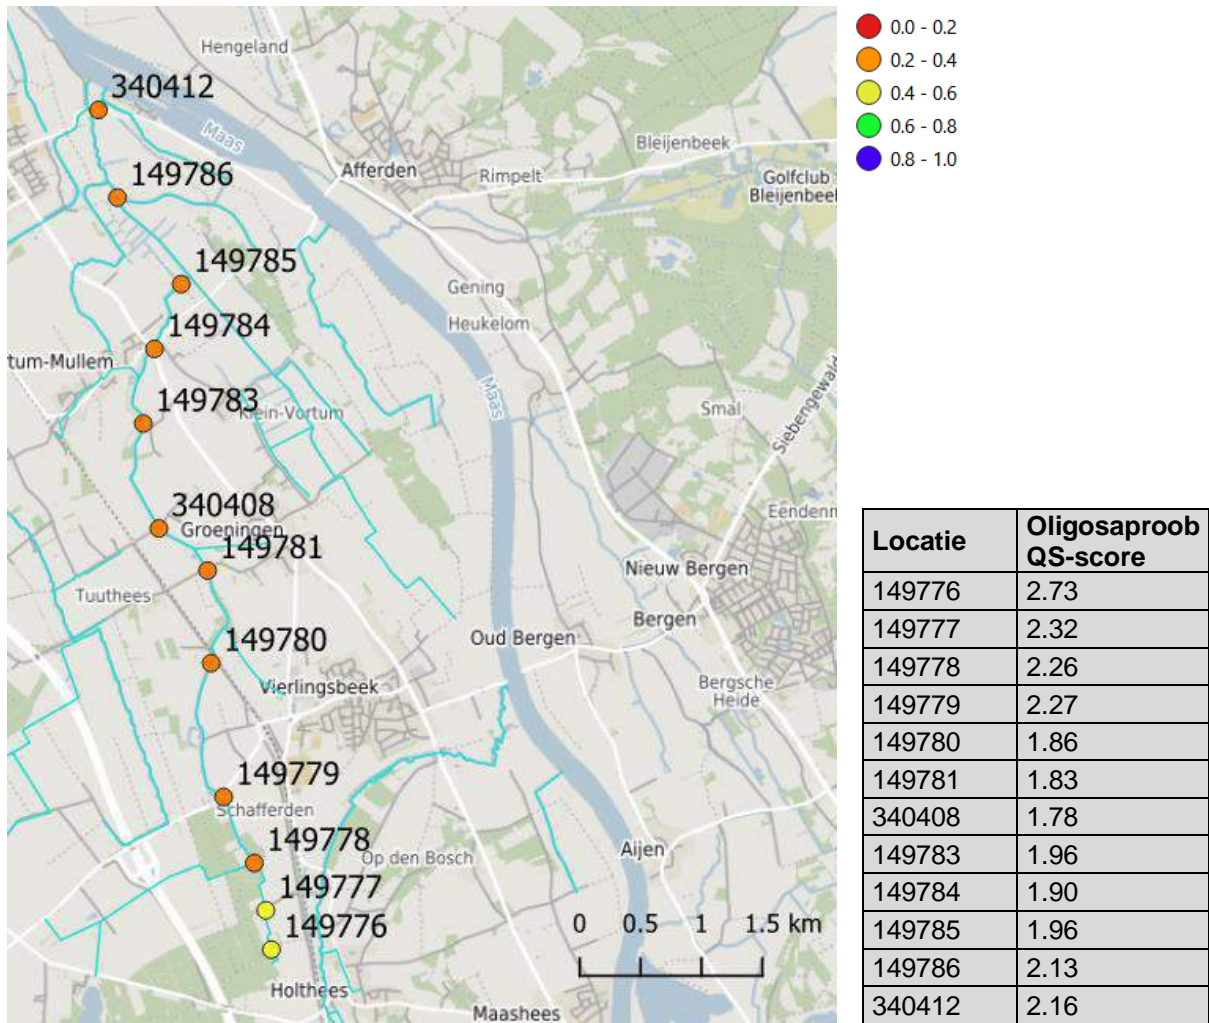 Hengeland
340412
Maas
Afferden
Rimpelt
Bleijenbeek
Golfclub
Bleijenbeek
149786
149785
Gening
Heukelom
149784
tum-Mullem
Maas
Siebengewald
149783
Klein-Vortum
Smal
340408
Groeningen
149781
Eendenm
Nieuw Bergen
Tuuthees
149780
Oud Bergen
Bergen
Vierlingsbeek
Bergsche
Heide
149779
Schafferden
149778
Op den Bosch
Aijen
149777
149776
0 0.5 1 1.5 km
Holthees
Maashees
0.0 - 0.2
0.2 - 0.4
0.4 - 0.6
0.6 - 0.8
0.8 - 1.0
Locatie Oligosaproob QS-score
149776 2.73
149777 2.32
149778 2.26
149779 2.27
149780 1.86
149781 1.83
340408 1.78
149783 1.96
149784 1.90
149785 1.96
149786 2.13
340412 2.16